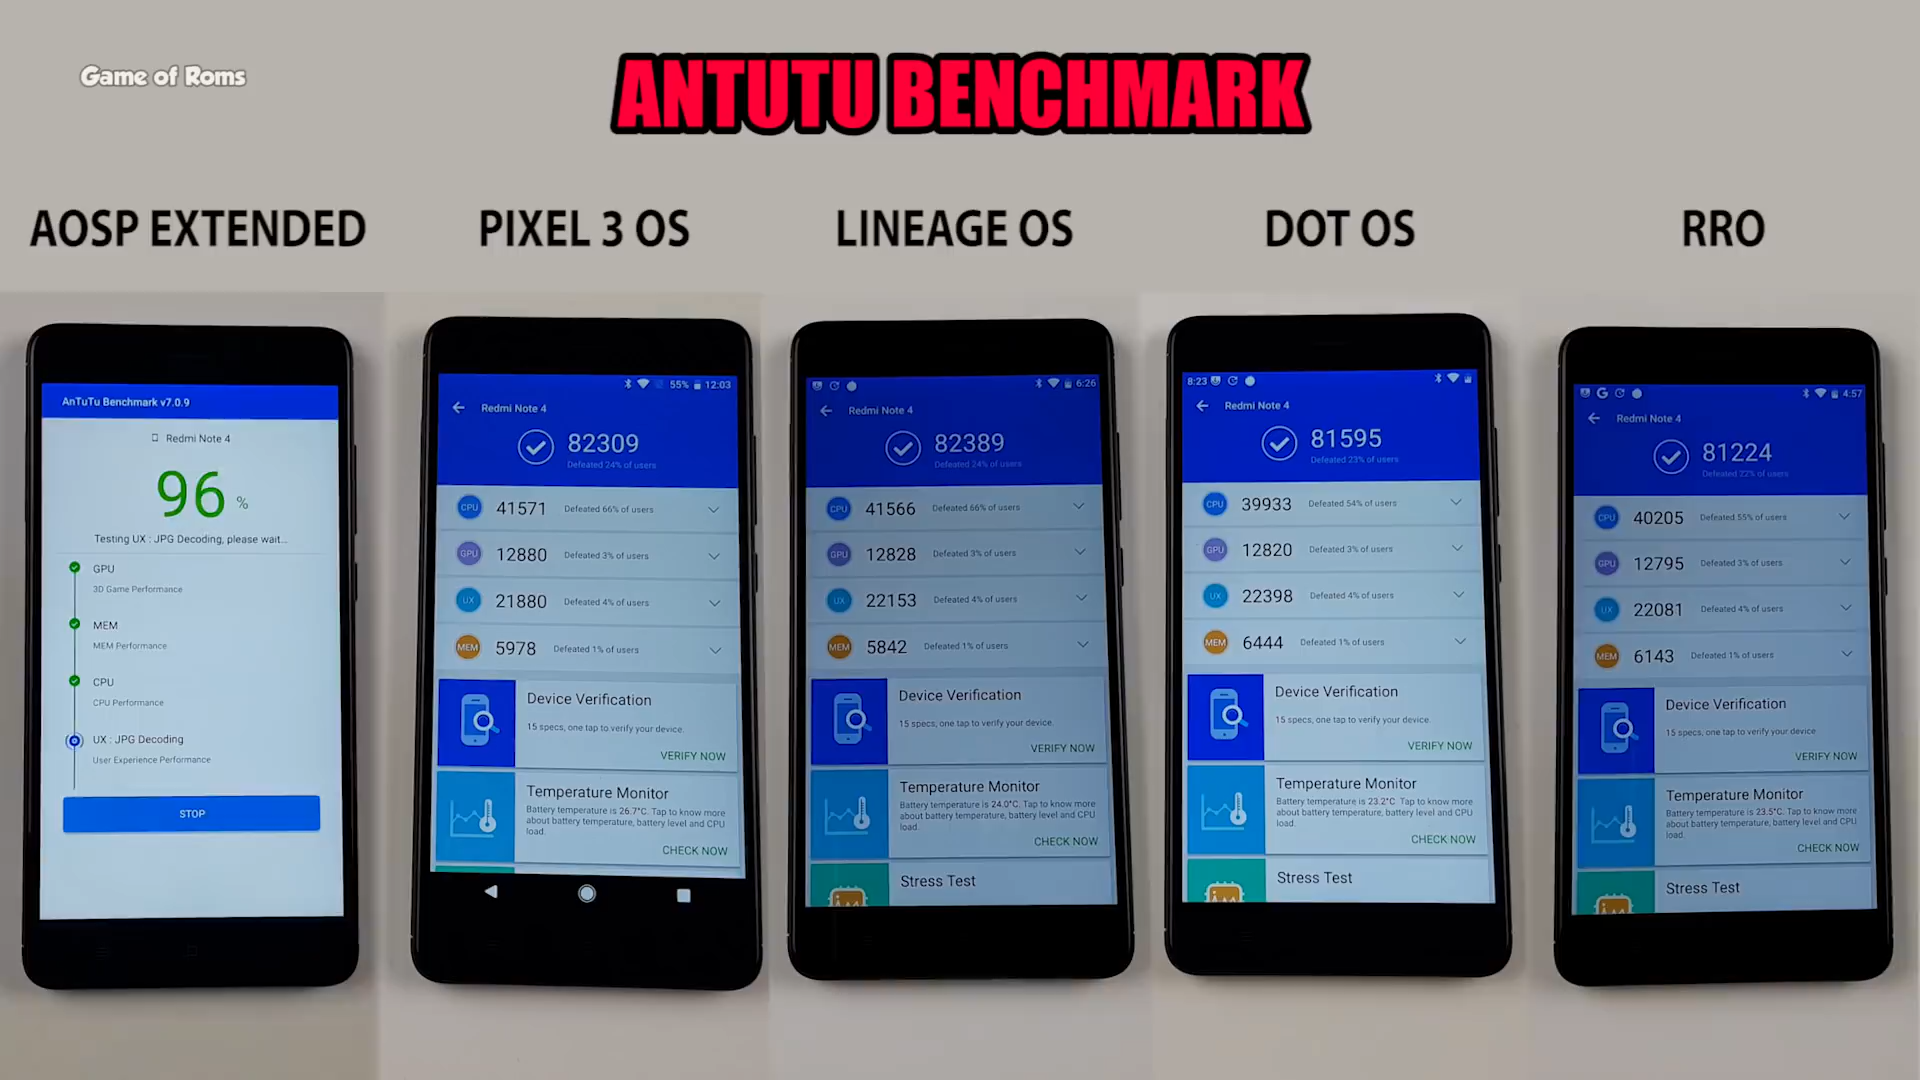 Game of Roms
ANTUTU BENCHMARK
AOSP EXTENDED
PIXEL 3 OS
LINEAGE OS
DOT OS
RRO
AnTuTu Benchmark v7.0.9
Redmi Note 4
96 %
Testing UX : JPG Decoding, please wait...
GPU
3D Game Performance
MEM
MEM Performance
CPU
CPU Performance
UX : JPG Decoding
User Experience Performance
STOP
55% 12:03
Redmi Note 4
82309
Defeated 24% of users
CPU 41571 Defeated 66% of users
GPU 12880 Defeated 3% of users
UX 21880 Defeated 4% of users
MEM 5978 Defeated 1% of users
Device Verification
15 specs, one tap to verify your device.
VERIFY NOW
Temperature Monitor
Battery temperature is 26.7°C. Tap to know more
about battery temperature, battery level and CPU
load.
CHECK NOW
6:26
Redmi Note 4
82389
Defeated 24% of users
CPU 41566 Defeated 66% of users
GPU 12828 Defeated 3% of users
UX 22153 Defeated 4% of users
MEM 5842 Defeated 1% of users
Device Verification
15 specs, one tap to verify your device.
VERIFY NOW
Temperature Monitor
Battery temperature is 24.0°C. Tap to know more
about battery temperature, battery level and CPU
load.
CHECK NOW
Stress Test
8:23
Redmi Note 4
81595
Defeated 23% of users
CPU 39933 Defeated 54% of users
GPU 12820 Defeated 3% of users
UX 22398 Defeated 4% of users
MEM 6444 Defeated 1% of users
Device Verification
15 specs, one tap to verify your device.
VERIFY NOW
Temperature Monitor
Battery temperature is 23.2°C. Tap to know more
about battery temperature, battery level and CPU
load.
CHECK NOW
Stress Test
G 4:57
Redmi Note 4
81224
Defeated 22% of users
CPU 40205 Defeated 55% of users
GPU 12795 Defeated 3% of users
UX 22081 Defeated 4% of users
MEM 6143 Defeated 1% of users
Device Verification
15 specs, one tap to verify your device.
VERIFY NOW
Temperature Monitor
Battery temperature is 23.5°C. Tap to know more
about battery temperature, battery level and CPU
load.
CHECK NOW
Stress Test